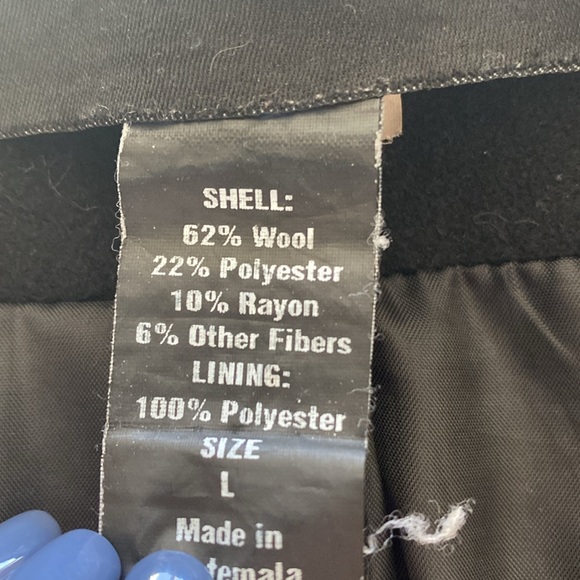 SHELL:
62% Wool
22% Polyester
10% Rayon
6% Other Fibers
LINING:
100% Polyester
SIZE
L
Made in